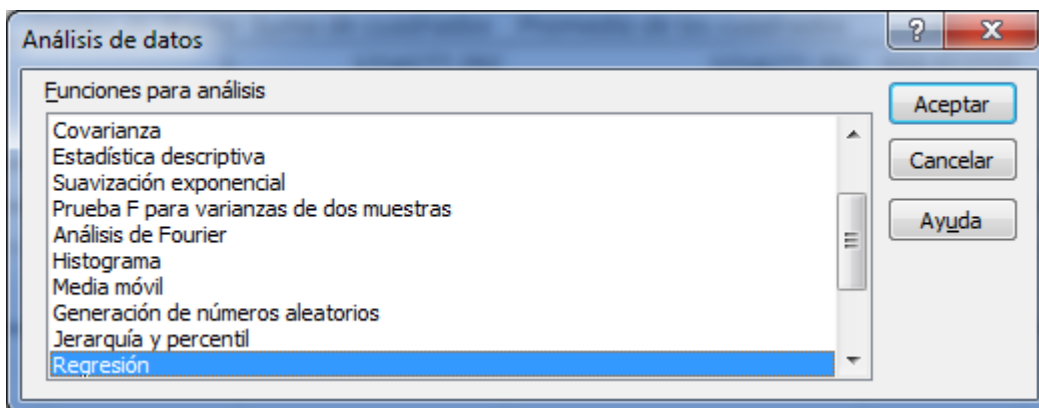 Análisis de datos
Funciones para análisis
Covarianza
Estadística descriptiva
Suavización exponencial
Prueba F para varianzas de dos muestras
Análisis de Fourier
Histograma
Media móvil
Generación de números aleatorios
Jerarquía y percentil
Regresión
Aceptar
Cancelar
Ayuda